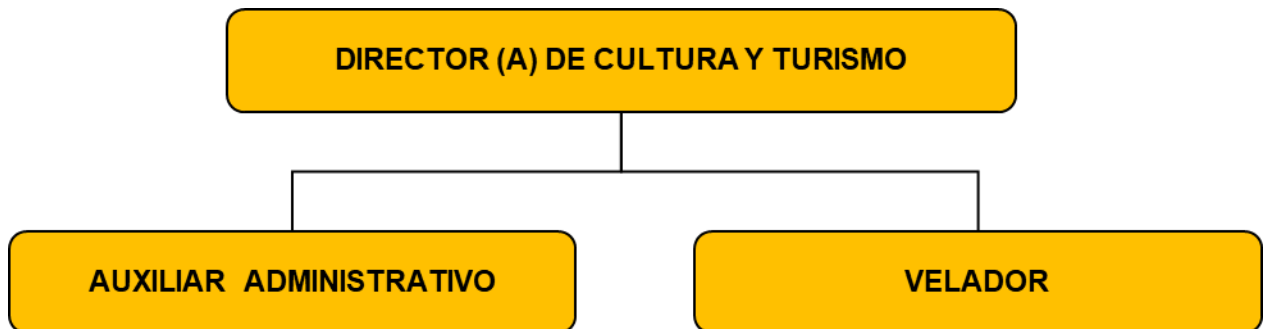 DIRECTOR (A) DE CULTURA Y TURISMO
AUXILIAR ADMINISTRATIVO
VELADOR